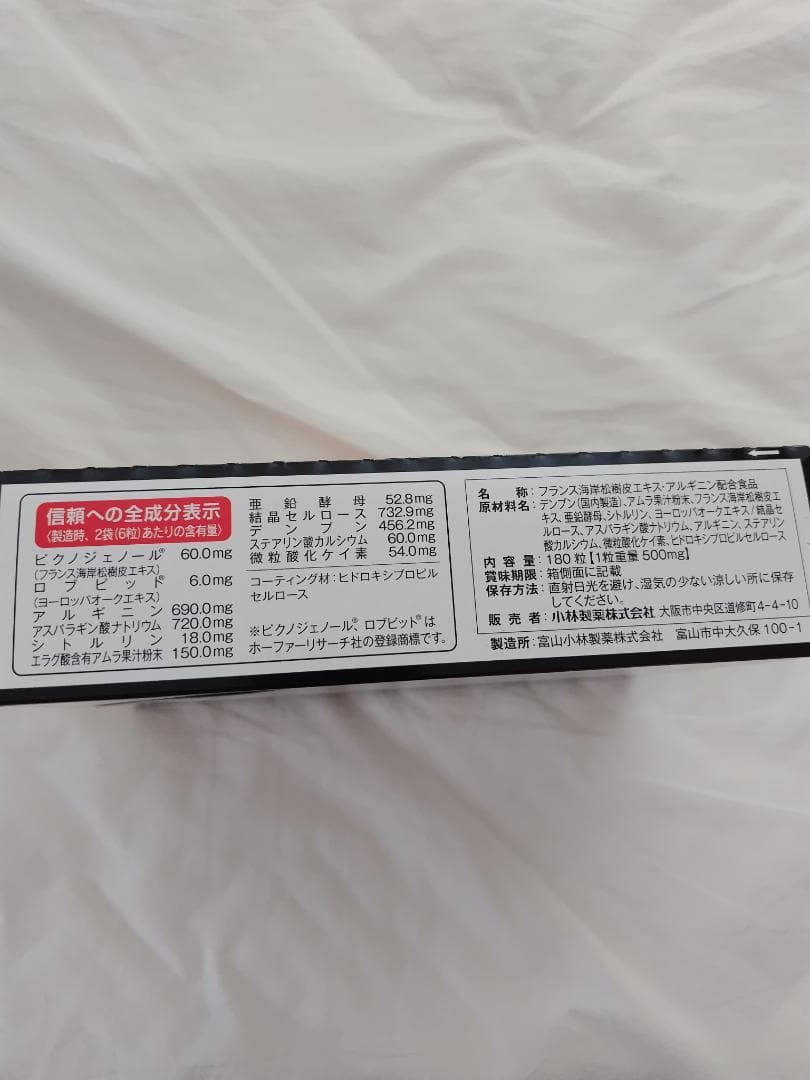 信頼への全成分表示
〈製造時、2袋(6粒)あたりの含有量〉
ピクノジェノール® 60.0mg
(フランス海岸松樹皮エキス)
ロブビット® 6.0mg
(ヨーロッパオークエキス)
アルギニン 690.0mg
アスパラギン酸ナトリウム 720.0mg
シトルリン 18.0mg
エラグ酸含有アムラ果汁粉末 150.0mg
亜鉛酵母 52.8mg
結晶セルロース 732.9mg
デンプン 456.2mg
ステアリン酸カルシウム 60.0mg
微粒酸化ケイ素 54.0mg
コーティング材:ヒドロキシプロピル
セルロース
※ピクノジェノール®、ロブビット®は
ホーファーリサーチ社の登録商標です。
名称:フランス海岸松樹皮エキス・アルギニン配合食品
原材料名:デンプン(国内製造)、アムラ果汁粉末、フランス海岸松樹皮エ
キス、亜鉛酵母、シトルリン、ヨーロッパオークエキス/結晶セ
ルロース、アスパラギン酸ナトリウム、アルギニン、ステアリン
酸カルシウム、微粒酸化ケイ素、ヒドロキシプロピルセルロース
内容量:180粒【1粒重量500mg】
賞味期限:箱側面に記載
保存方法:直射日光を避け、湿気の少ない涼しい所に保存
してください。
販売者:小林製薬株式会社 大阪市中央区道修町4-4-10
製造所:富山小林製薬株式会社 富山市中大久保100-1